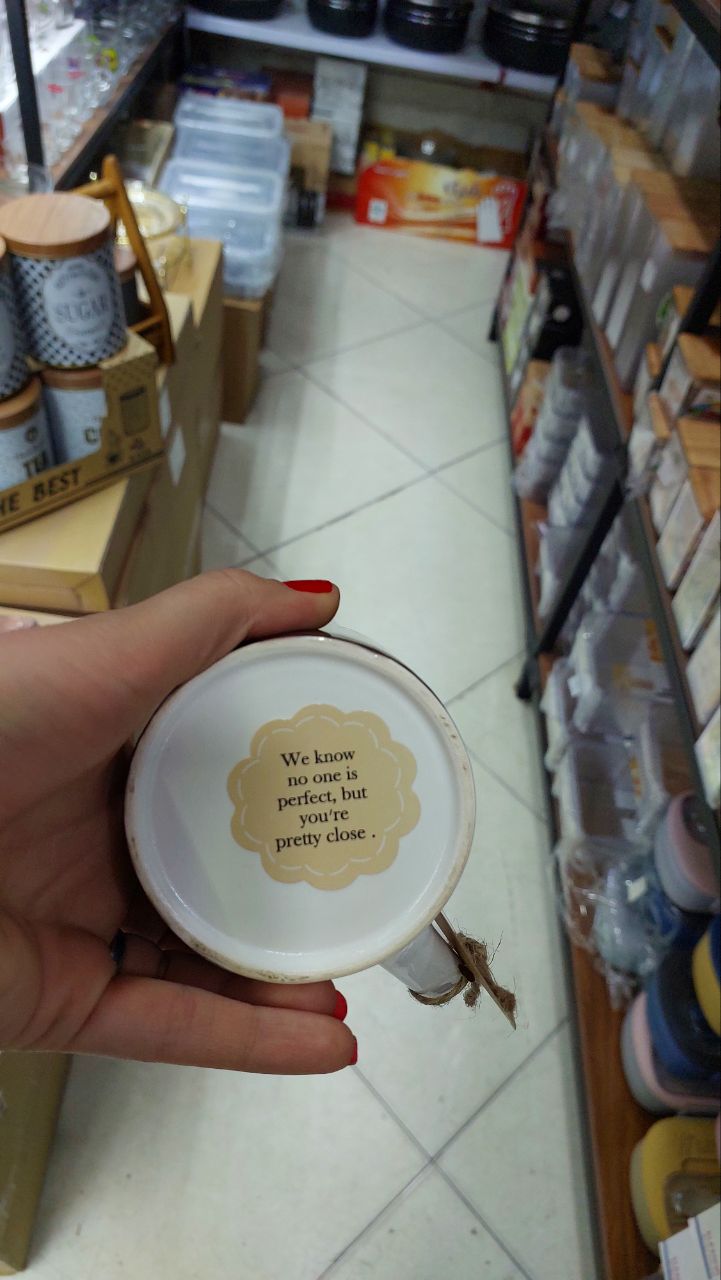 SUGAR
THE BEST
We know
no one is
perfect, but
you're
pretty close .